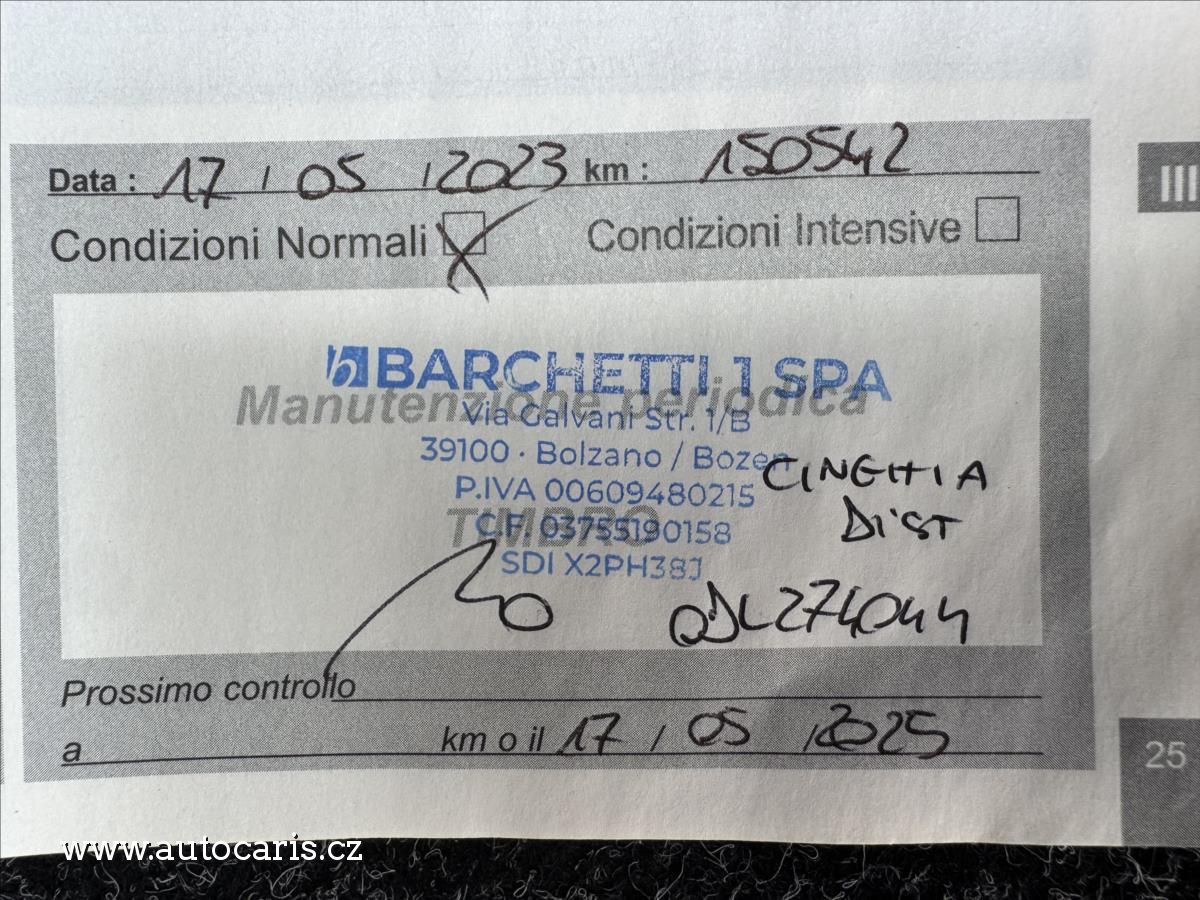 Data : 17 / 05 / 2023 km : 150542
Condizioni Normali X Condizioni Intensive
III
BARCHETTI 1 SPA
Manutenzione periodica
Via Galvani Str. 1/B
39100 · Bolzano / Bozen
CINGHIA
P.IVA 00609480215
DIST
TIMBRO
C.F. 03755190158
SDI X2PH38J
ODL274044
Prossimo controllo
a km o il 17 / 05 / 2025
25
www.autocaris.cz